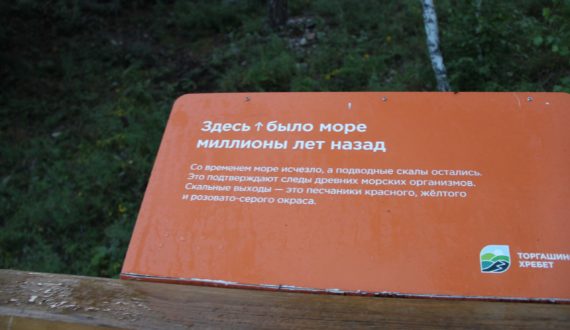 Здесь ↑ было море
миллионы лет назад
Со временем море исчезло, а подводные скалы остались.
Это подтверждают следы древних морских организмов.
Скальные выходы — это песчаники красного, жёлтого
и розовато-серого окраса.
ТОРГАШИН
ХРЕБЕТ